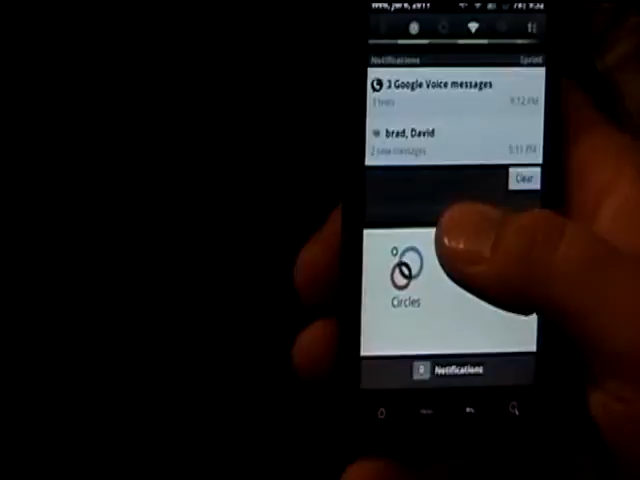 Notifications Sprint
3 Google Voice messages
9:12 PM
brad, David
2 new messages
Clear
Circles
Notifications